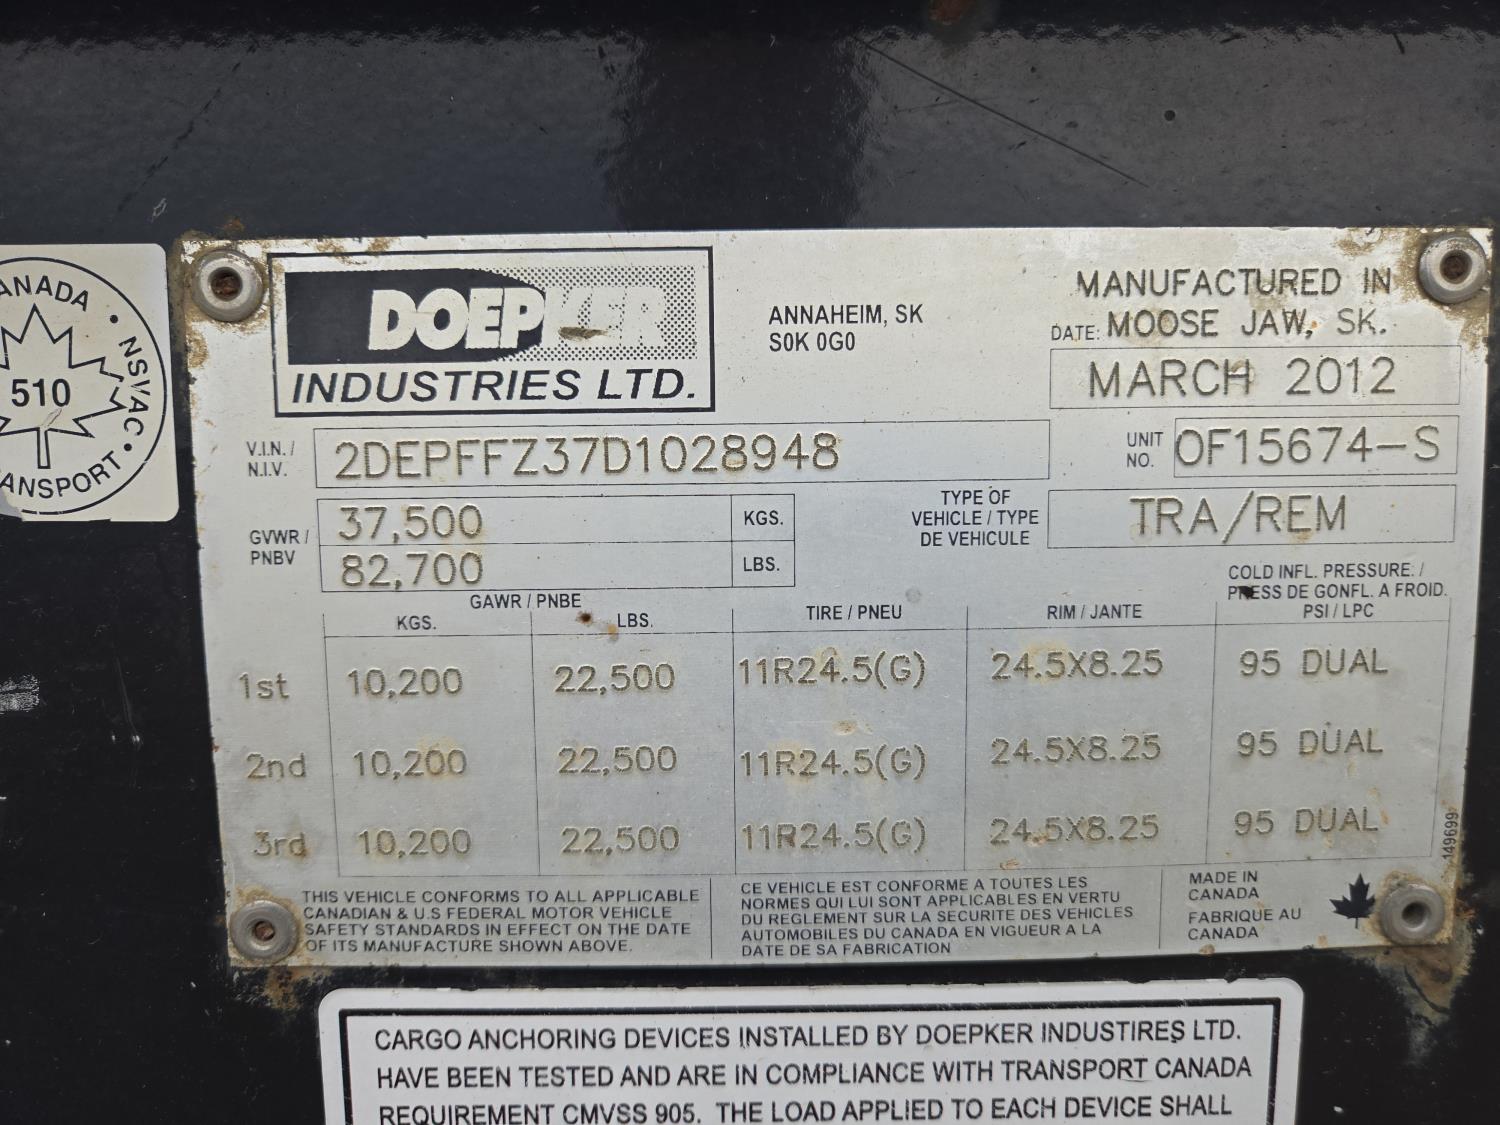 CANADA • NSVAC • TRANSPORT
510
DOEPKER
INDUSTRIES LTD.
ANNAHEIM, SK
S0K 0G0
MANUFACTURED IN
DATE: MOOSE JAW, SK.
MARCH 2012
V.I.N. /
N.I.V.
2DEPFFZ37D1028948
UNIT
NO.
OF15674-S
GVWR /
PNBV
37,500 KGS.
82,700 LBS.
TYPE OF
VEHICLE / TYPE
DE VEHICULE
TRA/REM
GAWR / PNBE
KGS. LBS.
TIRE / PNEU
RIM / JANTE
COLD INFL. PRESSURE. /
PRESS DE GONFL. A FROID.
PSI / LPC
1st 10,200 22,500 11R24.5(G) 24.5X8.25 95 DUAL
2nd 10,200 22,500 11R24.5(G) 24.5X8.25 95 DUAL
3rd 10,200 22,500 11R24.5(G) 24.5X8.25 95 DUAL
149699
THIS VEHICLE CONFORMS TO ALL APPLICABLE
CANADIAN & U.S FEDERAL MOTOR VEHICLE
SAFETY STANDARDS IN EFFECT ON THE DATE
OF ITS MANUFACTURE SHOWN ABOVE.
CE VEHICLE EST CONFORME A TOUTES LES
NORMES QUI LUI SONT APPLICABLES EN VERTU
DU REGLEMENT SUR LA SECURITE DES VEHICLES
AUTOMOBILES DU CANADA EN VIGUEUR A LA
DATE DE SA FABRICATION
MADE IN
CANADA
FABRIQUE AU
CANADA
CARGO ANCHORING DEVICES INSTALLED BY DOEPKER INDUSTIRES LTD.
HAVE BEEN TESTED AND ARE IN COMPLIANCE WITH TRANSPORT CANADA
REQUIREMENT CMVSS 905. THE LOAD APPLIED TO EACH DEVICE SHALL